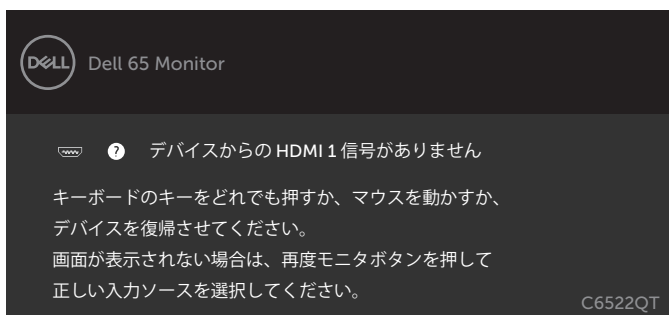 DELL
Dell 65 Monitor
? デバイスからの HDMI 1 信号がありません
キーボードのキーをどれでも押すか、マウスを動かすか、
デバイスを復帰させてください。
画面が表示されない場合は、再度モニタボタンを押して
正しい入力ソースを選択してください。
C6522QT